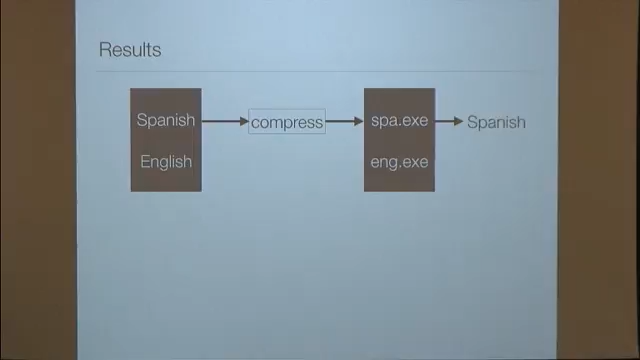 Results
Spanish
English
compress
spa.exe
eng.exe
Spanish